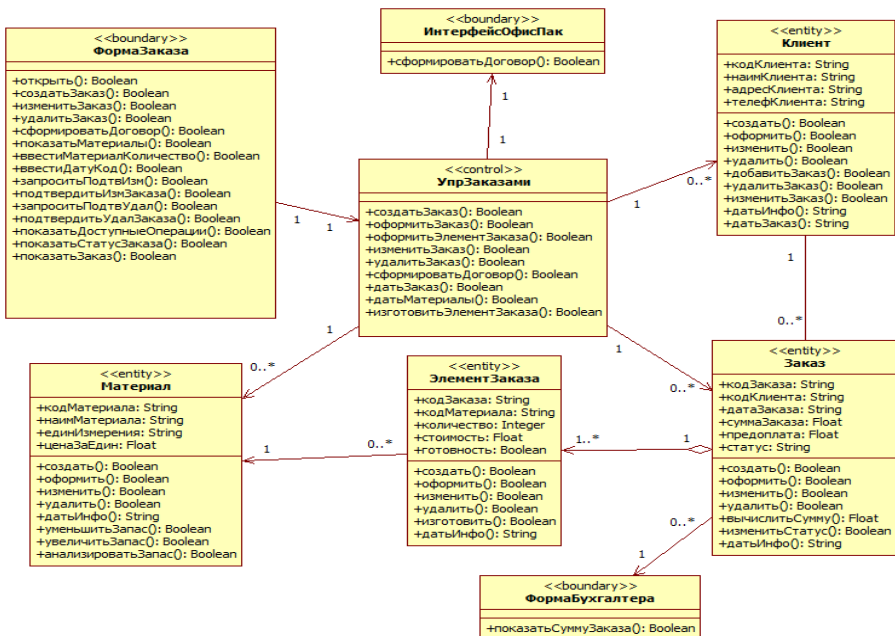 <<boundary>>
ФормаЗаказа
+открыть(): Boolean
+создатьЗаказ(): Boolean
+изменитьЗаказ(): Boolean
+удалитьЗаказ(): Boolean
+сформироватьДоговор(): Boolean
+показатьМатериалы(): Boolean
+ввестиМатериалКоличество(): Boolean
+ввестиДатуКод(): Boolean
+запроситьПодтвИзм(): Boolean
+подтвердитьИзмЗаказа(): Boolean
+запроситьПодтвУдал(): Boolean
+подтвердитьУдалЗаказа(): Boolean
+показатьДоступныеОперации(): Boolean
+показатьСтатусЗаказа(): Boolean
+показатьЗаказ(): Boolean
<<boundary>>
ИнтерфейсОфисПак
+сформироватьДоговор(): Boolean
1
1
<<entity>>
Клиент
+кодКлиента: String
+наимКлиента: String
+адресКлиента: String
+телефКлиента: String
+создать(): Boolean
+оформить(): Boolean
+изменить(): Boolean
+удалить(): Boolean
+добавитьЗаказ(): Boolean
+удалитьЗаказ(): Boolean
+изменитьЗаказ(): Boolean
+датьИнфо(): String
+датьЗаказ(): String
<<control>>
УпрЗаказами
+создатьЗаказ(): Boolean
+оформитьЗаказ(): Boolean
+оформитьЭлементЗаказа(): Boolean
+изменитьЗаказ(): Boolean
+удалитьЗаказ(): Boolean
+сформироватьДоговор(): Boolean
+датьЗаказ(): Boolean
+датьМатериалы(): Boolean
+изготовитьЭлементЗаказа(): Boolean
1
1
1
0..*
1
0..*
1
0..*
1
0..*
<<entity>>
Материал
+кодМатериала: String
+наимМатериала: String
+единИзмерения: String
+ценаЗаЕдин: Float
+создать(): Boolean
+оформить(): Boolean
+изменить(): Boolean
+удалить(): Boolean
+датьИнфо(): String
+уменьшитьЗапас(): Boolean
+увеличитьЗапас(): Boolean
+анализироватьЗапас(): Boolean
1
0..*
<<entity>>
ЭлементЗаказа
+кодЗаказа: String
+кодМатериала: String
+количество: Integer
+стоимость: Float
+готовность: Boolean
+создать(): Boolean
+оформить(): Boolean
+изменить(): Boolean
+удалить(): Boolean
+изготовить(): Boolean
+датьИнфо(): String
1..*
1
<<entity>>
Заказ
+кодЗаказа: String
+кодКлиента: String
+датаЗаказа: String
+суммаЗаказа: Float
+предоплата: Float
+статус: String
+создать(): Boolean
+оформить(): Boolean
+изменить(): Boolean
+удалить(): Boolean
+вычислитьСумму(): Float
+изменитьСтатус(): Boolean
+датьИнфо(): String
0..*
1
<<boundary>>
ФормаБухгалтера
+показатьСуммуЗаказа(): Boolean